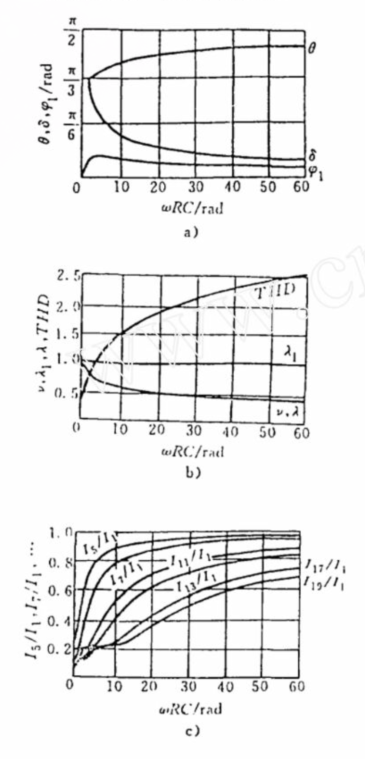 π/2
π/3
π/6
θ,δ,φ₁/rad
θ
δ
φ₁
0 10 20 30 40 50 60
ωRC/rad
a)
2.5
2.0
1.5
1.0
0.5
ν,λ₁,λ,THD
THD
λ₁
ν,λ
0 10 20 30 40 50 60
ωRC/rad
b)
1.0
0.8
0.6
0.4
0.2
I₅/I₁,I₇/I₁,…
I₅/I₁
I₇/I₁
I₁₁/I₁
I₁₃/I₁
I₁₇/I₁
I₁₉/I₁
0 10 20 30 40 50 60
ωRC/rad
c)